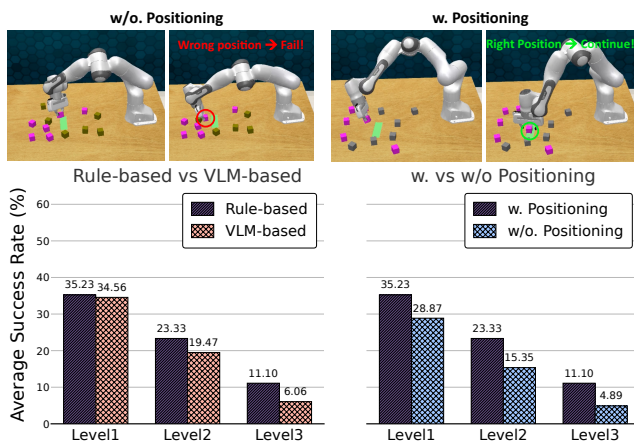 w/o. Positioning
w. Positioning
Wrong position → Fail!
Right Position → Continue!
Rule-based vs VLM-based
w. vs w/o Positioning
Average Success Rate (%)
60
50
40
30
20
10
0
Rule-based
VLM-based
35.23
34.56
23.33
19.47
11.10
6.06
Level1
Level2
Level3
w. Positioning
w/o. Positioning
35.23
28.87
23.33
15.35
11.10
4.89
Level1
Level2
Level3